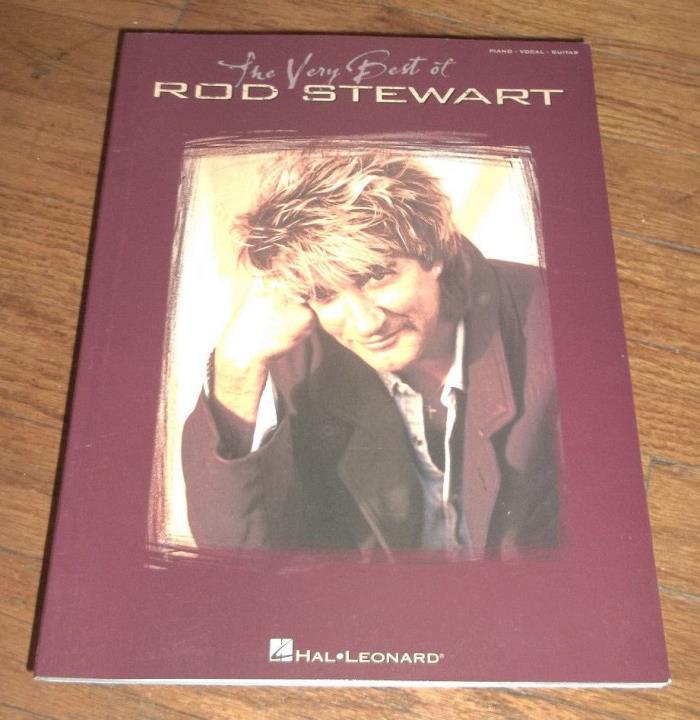 PIANO • VOCAL • GUITAR
The Very Best of
ROD STEWART
HAL•LEONARD®